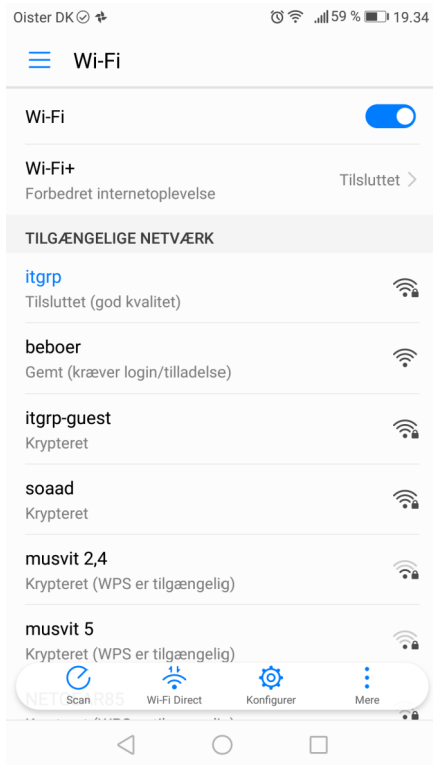 Oister DK 59 % 19.34
Wi-Fi
Wi-Fi
Wi-Fi+
Forbedret internetoplevelse
Tilsluttet
TILGÆNGELIGE NETVÆRK
itgrp
Tilsluttet (god kvalitet)
beboer
Gemt (kræver login/tilladelse)
itgrp-guest
Krypteret
soaad
Krypteret
musvit 2,4
Krypteret (WPS er tilgængelig)
musvit 5
Krypteret (WPS er tilgængelig)
Scan Wi-Fi Direct Konfigurer Mere